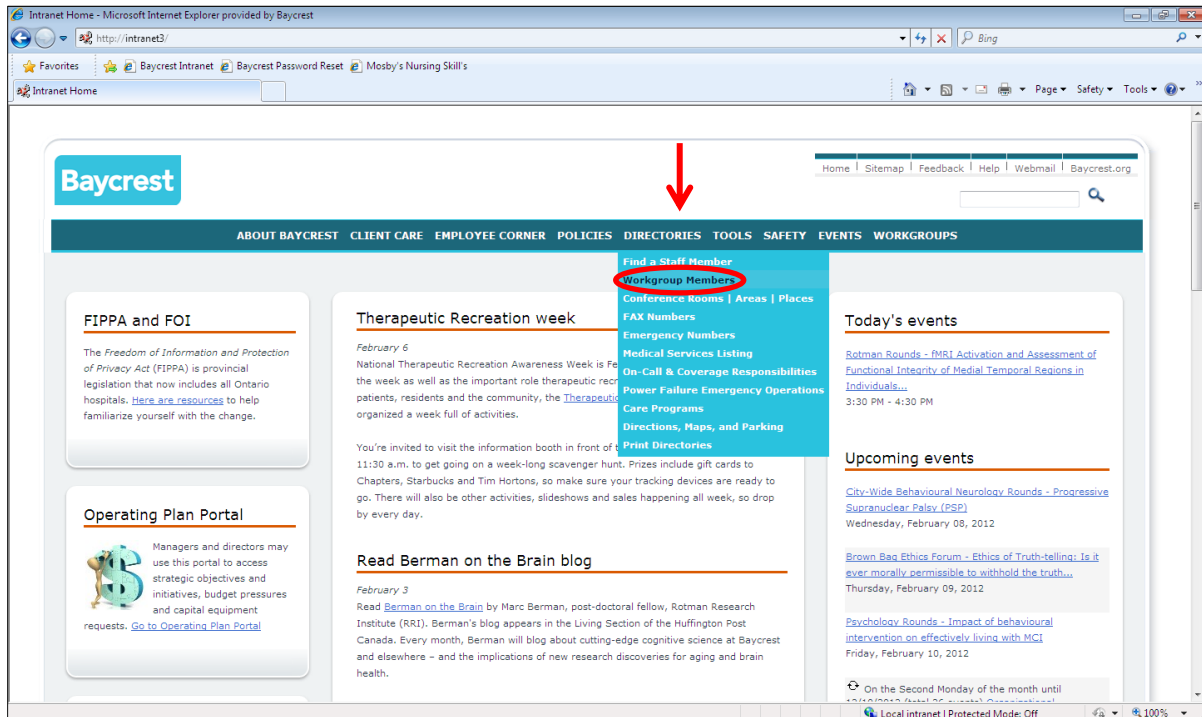 Intranet Home - Microsoft Internet Explorer provided by Baycrest
http://intranet3/
Bing
Favorites
Baycrest Intranet
Baycrest Password Reset
Mosby's Nursing Skill's
Intranet Home
Page
Safety
Tools
Baycrest
Home | Sitemap | Feedback | Help | Webmail | Baycrest.org
ABOUT BAYCREST CLIENT CARE EMPLOYEE CORNER POLICIES DIRECTORIES TOOLS SAFETY EVENTS WORKGROUPS
Find a Staff Member
Workgroup Members
Conference Rooms | Areas | Places
FAX Numbers
Emergency Numbers
Medical Services Listing
On-Call & Coverage Responsibilities
Power Failure Emergency Operations
Care Programs
Directions, Maps, and Parking
Print Directories
FIPPA and FOI
The Freedom of Information and Protection
of Privacy Act (FIPPA) is provincial
legislation that now includes all Ontario
hospitals. Here are resources to help
familiarize yourself with the change.
Operating Plan Portal
Managers and directors may
use this portal to access
strategic objectives and
initiatives, budget pressures
and capital equipment
requests. Go to Operating Plan Portal
Therapeutic Recreation week
February 6
National Therapeutic Recreation Awareness Week is Fe
the week as well as the important role therapeutic recr
patients, residents and the community, the Therapeutic
organized a week full of activities.
You're invited to visit the information booth in front of t
11:30 a.m. to get going on a week-long scavenger hunt. Prizes include gift cards to
Chapters, Starbucks and Tim Hortons, so make sure your tracking devices are ready to
go. There will also be other activities, slideshows and sales happening all week, so drop
by every day.
Read Berman on the Brain blog
February 3
Read Berman on the Brain by Marc Berman, post-doctoral fellow, Rotman Research
Institute (RRI). Berman's blog appears in the Living Section of the Huffington Post
Canada. Every month, Berman will blog about cutting-edge cognitive science at Baycrest
and elsewhere – and the implications of new research discoveries for aging and brain
health.
Today's events
Rotman Rounds - fMRI Activation and Assessment of
Functional Integrity of Medial Temporal Regions in
Individuals...
3:30 PM - 4:30 PM
Upcoming events
City-Wide Behavioural Neurology Rounds - Progressive
Supranuclear Palsy (PSP)
Wednesday, February 08, 2012
Brown Bag Ethics Forum - Ethics of Truth-telling: Is it
ever morally permissible to withhold the truth...
Thursday, February 09, 2012
Psychology Rounds - Impact of behavioural
intervention on effectively living with MCI
Friday, February 10, 2012
On the Second Monday of the month until
Local intranet | Protected Mode: Off
100%